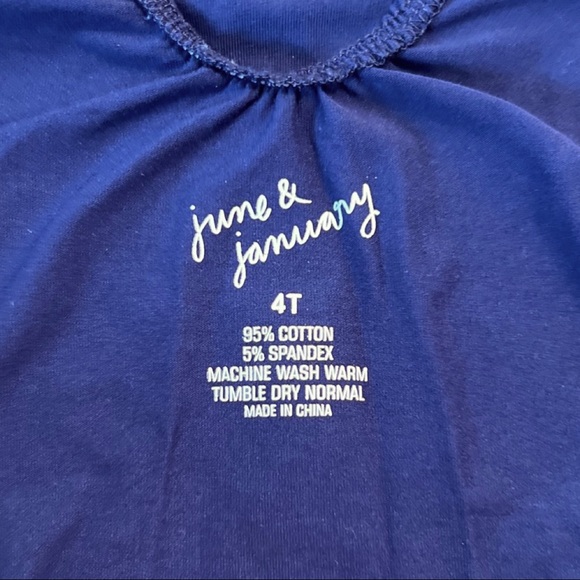 june &
january
4T
95% COTTON
5% SPANDEX
MACHINE WASH WARM
TUMBLE DRY NORMAL
MADE IN CHINA